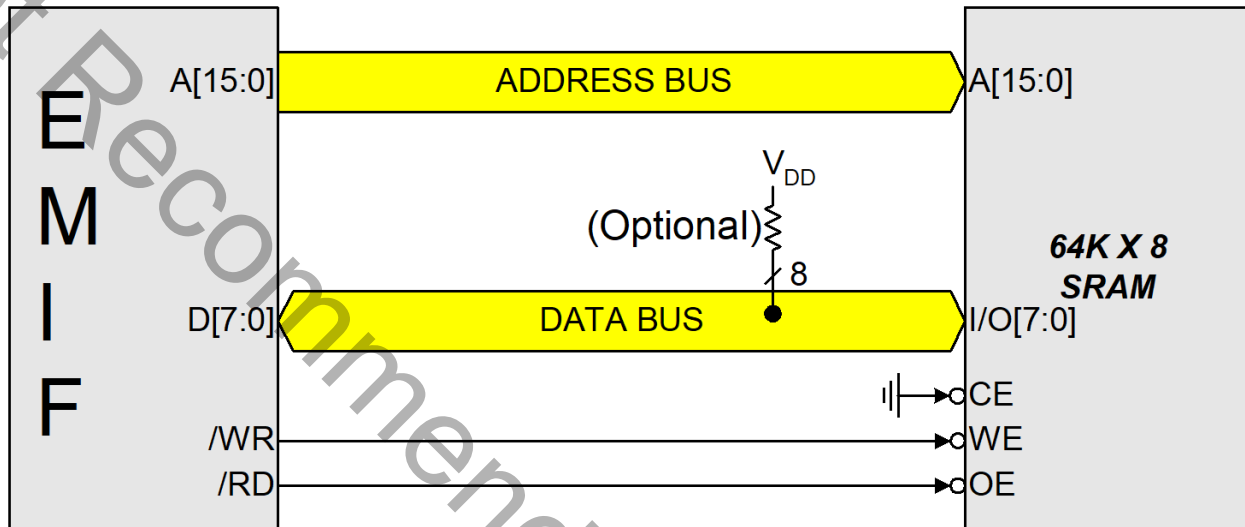 A[15:0]
ADDRESS BUS
A[15:0]
E
M
I
F
VDD
(Optional)
8
64K X 8
SRAM
D[7:0]
DATA BUS
I/O[7:0]
CE
/WR
WE
/RD
OE